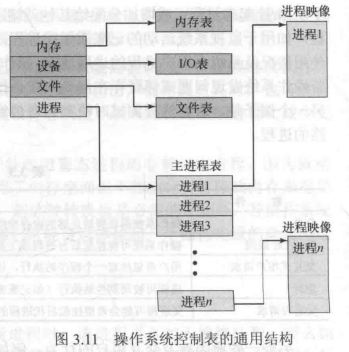 内存
设备
文件
进程
内存表
I/O表
文件表
进程映像
进程1
主进程表
进程1
进程2
进程3
进程n
进程映像
进程n
图 3.11 操作系统控制表的通用结构